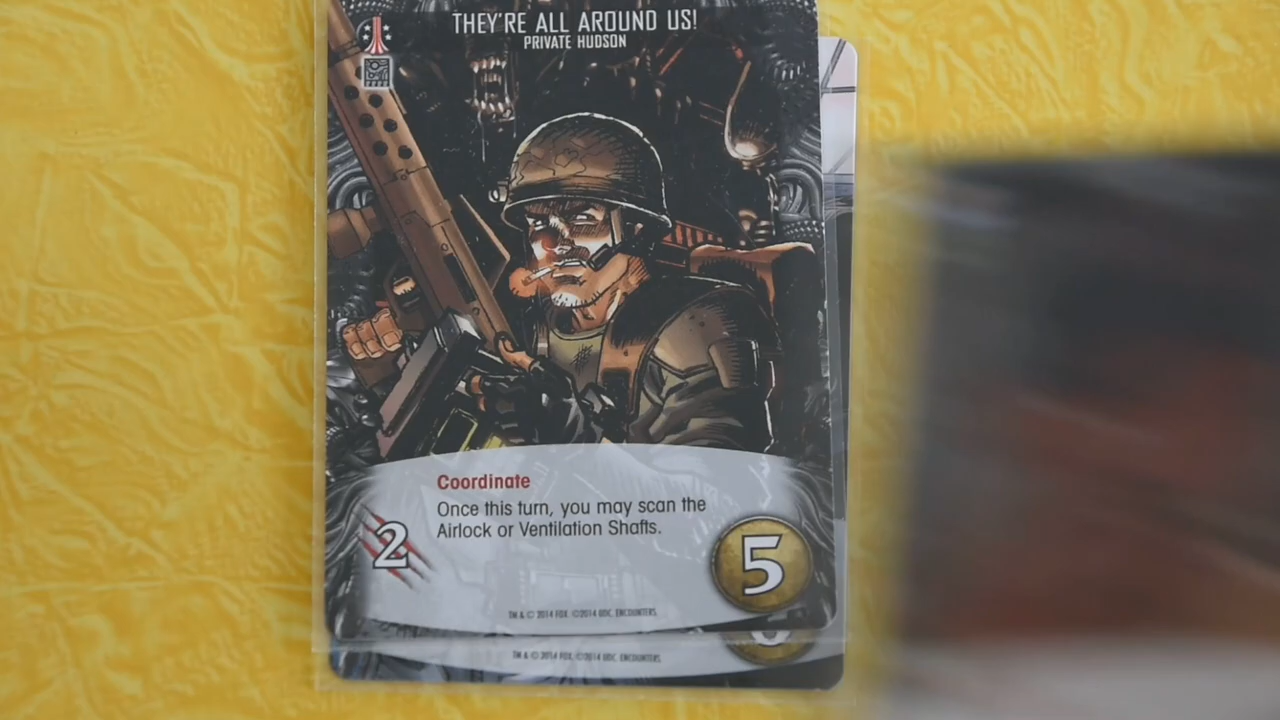 THEY'RE ALL AROUND US!
PRIVATE HUDSON
Coordinate
Once this turn, you may scan the
Airlock or Ventilation Shafts.
2
5
TM & © 2014 FOX. ©2014 UDC. ENCOUNTERS.
TM & © 2014 FOX. ©2014 UDC. ENCOUNTERS.